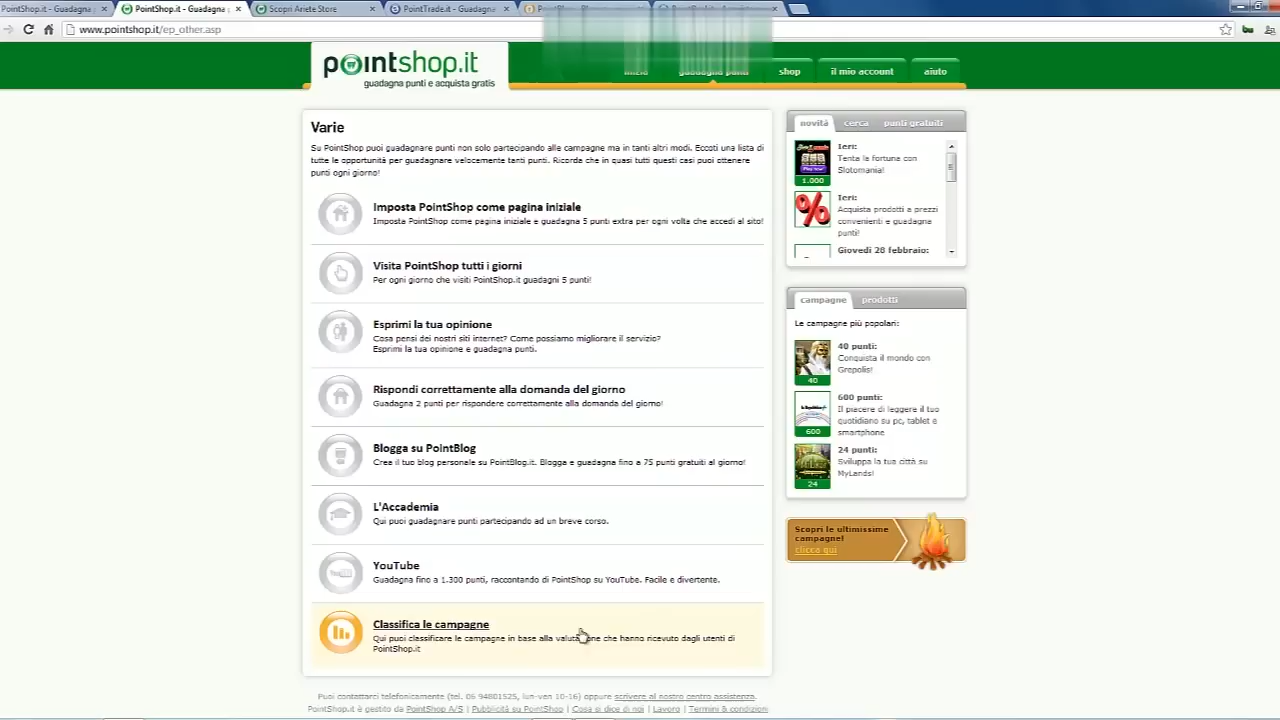 PointShop.it - Guadagna
PointShop.it - Guadagna
Scopri Ariete Store
PointTrade.it - Guadagna
www.pointshop.it/ep_other.asp
pointshop.it
guadagna punti e acquista gratis
inizio
guadagna punti
shop
il mio account
aiuto
Varie
Su PointShop puoi guadagnare punti non solo partecipando alle campagne ma in tanti altri modi. Eccoti una lista di
tutte le opportunità per guadagnare velocemente tanti punti. Ricorda che in quasi tutti questi casi puoi ottenere
punti ogni giorno!
Imposta PointShop come pagina iniziale
Imposta PointShop come pagina iniziale e guadagna 5 punti extra per ogni volta che accedi al sito!
Visita PointShop tutti i giorni
Per ogni giorno che visiti PointShop.it guadagni 5 punti!
Esprimi la tua opinione
Cosa pensi dei nostri siti internet? Come possiamo migliorare il servizio?
Esprimi la tua opinione e guadagna punti.
Rispondi correttamente alla domanda del giorno
Guadagna 2 punti per rispondere correttamente alla domanda del giorno!
Blogga su PointBlog
Crea il tuo blog personale su PointBlog.it. Blogga e guadagna fino a 75 punti gratuiti al giorno!
L'Accademia
Qui puoi guadagnare punti partecipando ad un breve corso.
YouTube
Guadagna fino a 1.300 punti, raccontando di PointShop su YouTube. Facile e divertente.
Classifica le campagne
Qui puoi classificare le campagne in base alla valutazione che hanno ricevuto dagli utenti di
PointShop.it
novità
cerca
punti gratuiti
Ieri:
Tenta la fortuna con
Slotomania!
1.000
Ieri:
Acquista prodotti a prezzi
convenienti e guadagna
punti!
Giovedì 28 febbraio:
campagne
prodotti
Le campagne più popolari:
40 punti:
Conquista il mondo con
Grepolis!
40
600 punti:
Il piacere di leggere il tuo
quotidiano su pc, tablet e
smartphone
600
24 punti:
Sviluppa la tua città su
MyLands!
24
Scopri le ultimissime
campagne!
clicca qui
Puoi contattarci telefonicamente (tel. 06 94801525, lun-ven 10-16) oppure scrivere al nostro centro assistenza.
PointShop.it è gestito da PointShop A/S | Pubblicità su PointShop | Cosa si dice di noi | Lavoro | Termini & condizioni